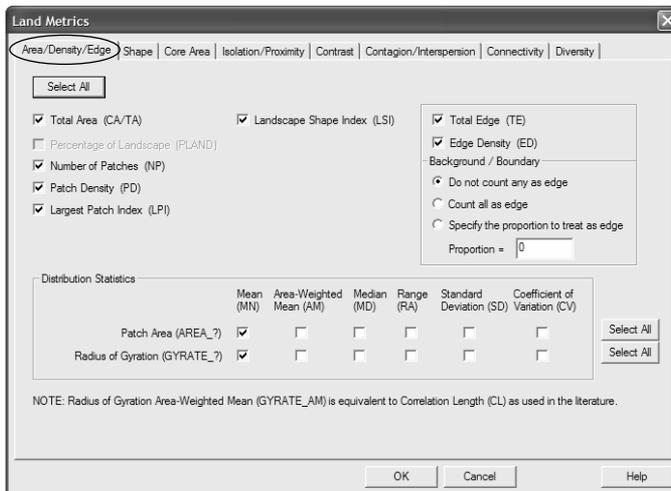 Land Metrics
Area/Density/Edge Shape Core Area Isolation/Proximity Contrast Contagion/Interspersion Connectivity Diversity
Select All
Total Area (CA/TA)
Percentage of Landscape (PLAND)
Number of Patches (NP)
Patch Density (PD)
Largest Patch Index (LPI)
Landscape Shape Index (LSI)
Total Edge (TE)
Edge Density (ED)
Background / Boundary
Do not count any as edge
Count all as edge
Specify the proportion to treat as edge
Proportion = 0
Distribution Statistics
Mean Area-Weighted Median Range Standard Coefficient of
(MN) Mean (AM) (MD) (RA) Deviation (SD) Variation (CV)
Patch Area (AREA_?) Select All
Radius of Gyration (GYRATE_?) Select All
NOTE: Radius of Gyration Area-Weighted Mean (GYRATE_AM) is equivalent to Correlation Length (CL) as used in the literature.
OK Cancel Help